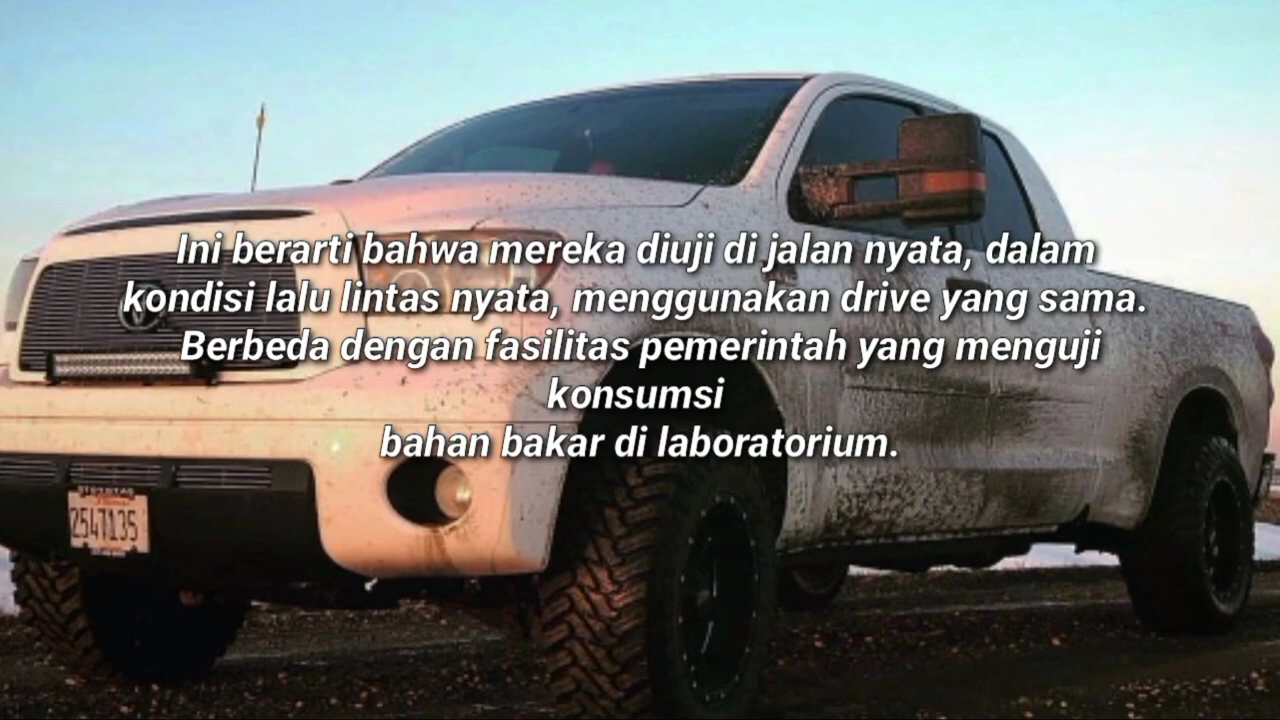 Ini berarti bahwa mereka diuji di jalan nyata, dalam
kondisi lalu lintas nyata, menggunakan drive yang sama.
Berbeda dengan fasilitas pemerintah yang menguji
konsumsi
bahan bakar di laboratorium.
2547135